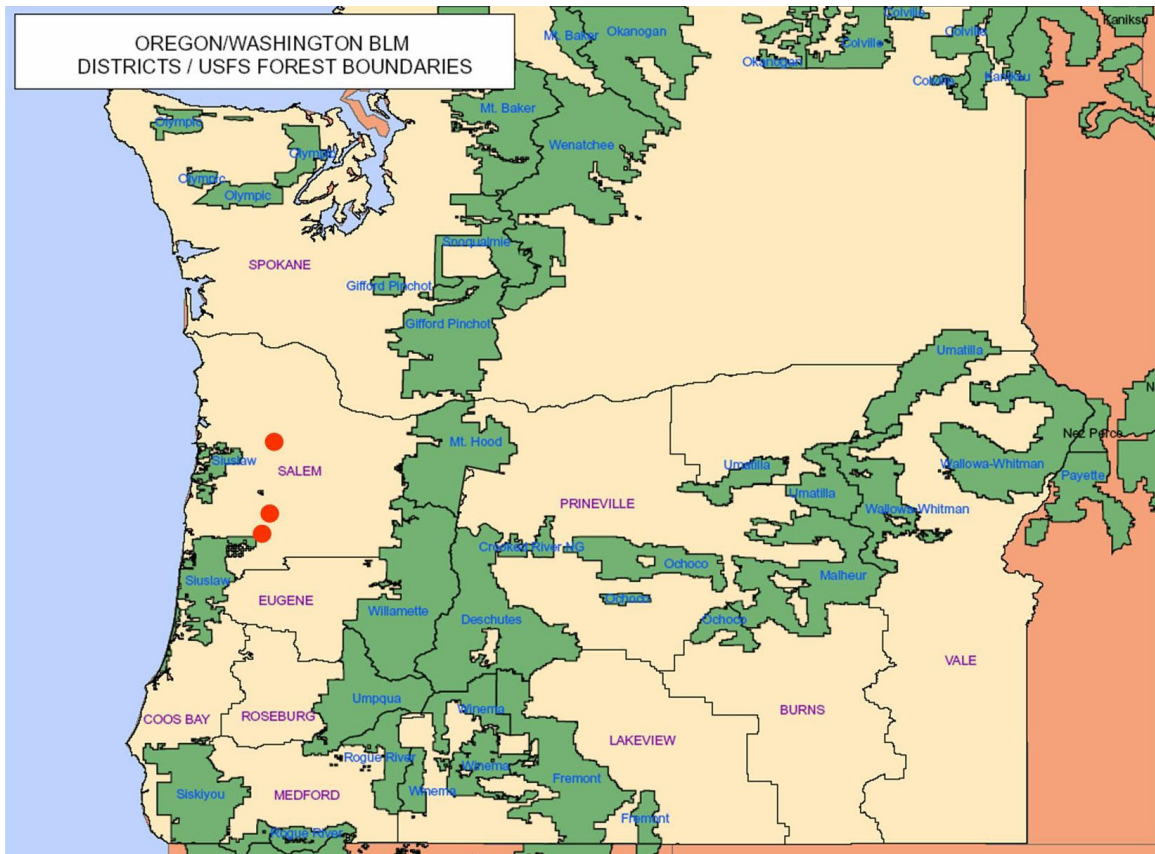 OREGON/WASHINGTON BLM
DISTRICTS / USFS FOREST BOUNDARIES
Mt. Baker
Okanogan
Colville
Kaniksu
Okanogan
Colville
Colville
Colville
Kaniksu
Mt. Baker
Wenatchee
Olympic
Olympic
Olympic
Olympic
Snoqualmie
SPOKANE
Gifford Pinchot
Gifford Pinchot
Umatilla
Mt. Hood
Nez Perce
N
Siuslaw
SALEM
Umatilla
Wallowa-Whitman
Payette
Umatilla
PRINEVILLE
Wallowa-Whitman
Crooked River NG
Ochoco
Malheur
Siuslaw
EUGENE
Willamette
Deschutes
Ochoco
Ochoco
VALE
Umpqua
Winema
COOS BAY
ROSEBURG
LAKEVIEW
BURNS
Rogue River
Winema
Fremont
Siskiyou
MEDFORD
Winema
Rogue River
Fremont